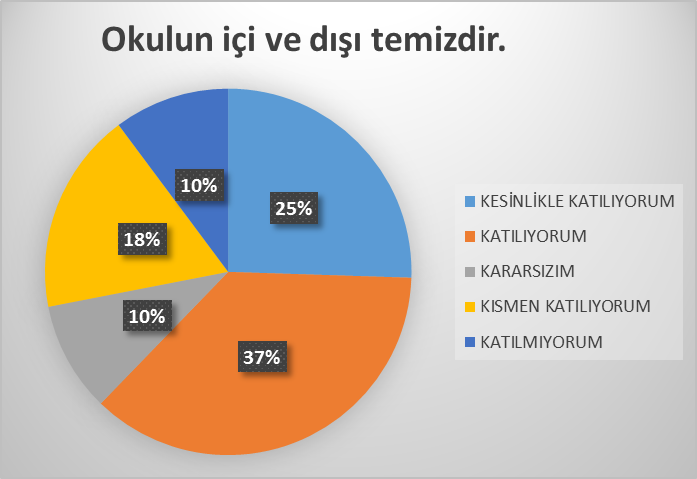 Okulun içi ve dışı temizdir.
10%
25%
18%
10%
37%
KESİNLİKLE KATILIYORUM
KATILIYORUM
KARARSIZIM
KISMEN KATILIYORUM
KATILMIYORUM